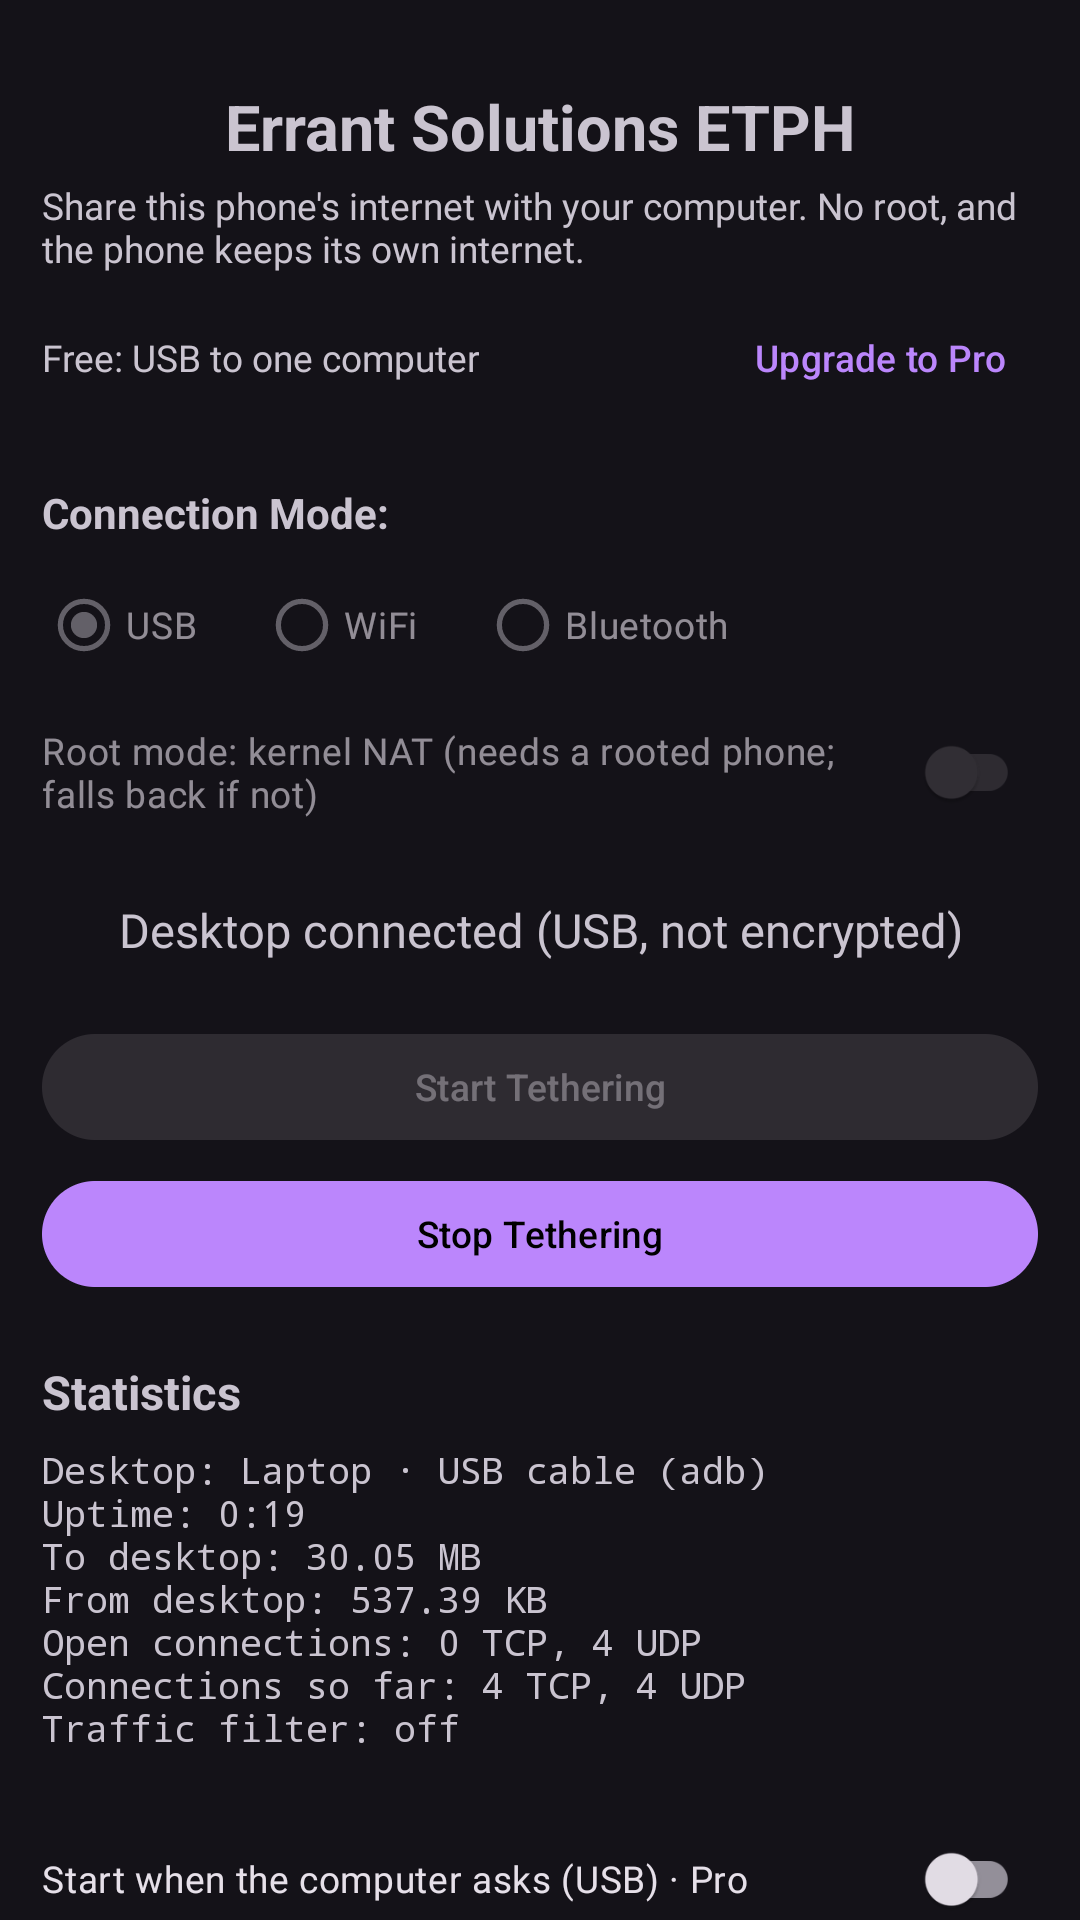 Errant Solutions ETPH
Share this phone's internet with your computer. No root, and
the phone keeps its own internet.
Free: USB to one computer
Upgrade to Pro
Connection Mode:
USB
WiFi
Bluetooth
Root mode: kernel NAT (needs a rooted phone;
falls back if not)
Desktop connected (USB, not encrypted)
Start Tethering
Stop Tethering
Statistics
Desktop: Laptop · USB cable (adb)
Uptime: 0:19
To desktop: 30.05 MB
From desktop: 537.39 KB
Open connections: 0 TCP, 4 UDP
Connections so far: 4 TCP, 4 UDP
Traffic filter: off
Start when the computer asks (USB) · Pro